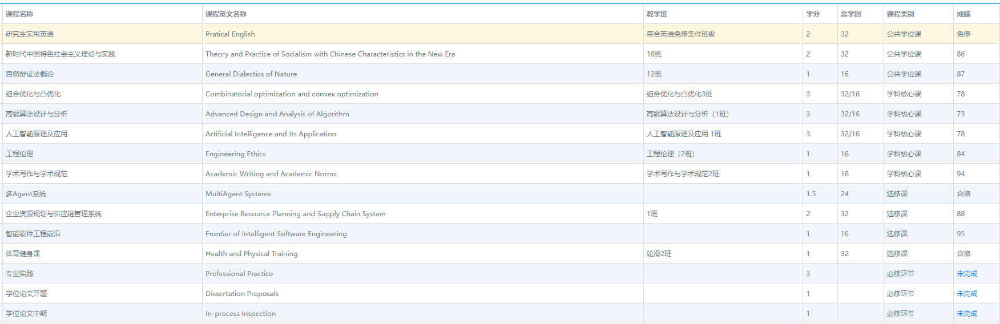 课程名称 课程英文名称 教学班 学分 总学时 课程类别 成绩
研究生实用英语 Pratical English 符合英语免修条件班级 2 32 公共学位课 免修
新时代中国特色社会主义理论与实践 Theory and Practice of Socialism with Chinese Characteristics in the New Era 18班 2 32 公共学位课 86
自然辩证法概论 General Dialectics of Nature 12班 1 16 公共学位课 87
组合优化与凸优化 Combinatorial optimization and convex optimization 组合优化与凸优化3班 3 32/16 学科核心课 78
高级算法设计与分析 Advanced Design and Analysis of Algorithm 高级算法设计与分析（1班） 3 32/16 学科核心课 73
人工智能原理及应用 Artificial Intelligence and Its Application 人工智能原理及应用 1班 3 32/16 学科核心课 78
工程伦理 Engineering Ethics 工程伦理（2班） 1 16 学科核心课 84
学术写作与学术规范 Academic Writing and Academic Norms 学术写作与学术规范2班 1 16 学科核心课 94
多Agent系统 MultiAgent Systems 1.5 24 选修课 合格
企业资源规划与供应链管理系统 Enterprise Resource Planning and Supply Chain System 1班 2 32 选修课 88
智能软件工程前沿 Frontier of Intelligent Software Engineering 1 16 选修课 95
体育健身课 Health and Physical Training 轮滑2班 1 32 选修课 合格
专业实践 Professional Practice 3 必修环节 未完成
学位论文开题 Dissertation Proposals 1 必修环节 未完成
学位论文中期 In-process Inspection 1 必修环节 未完成